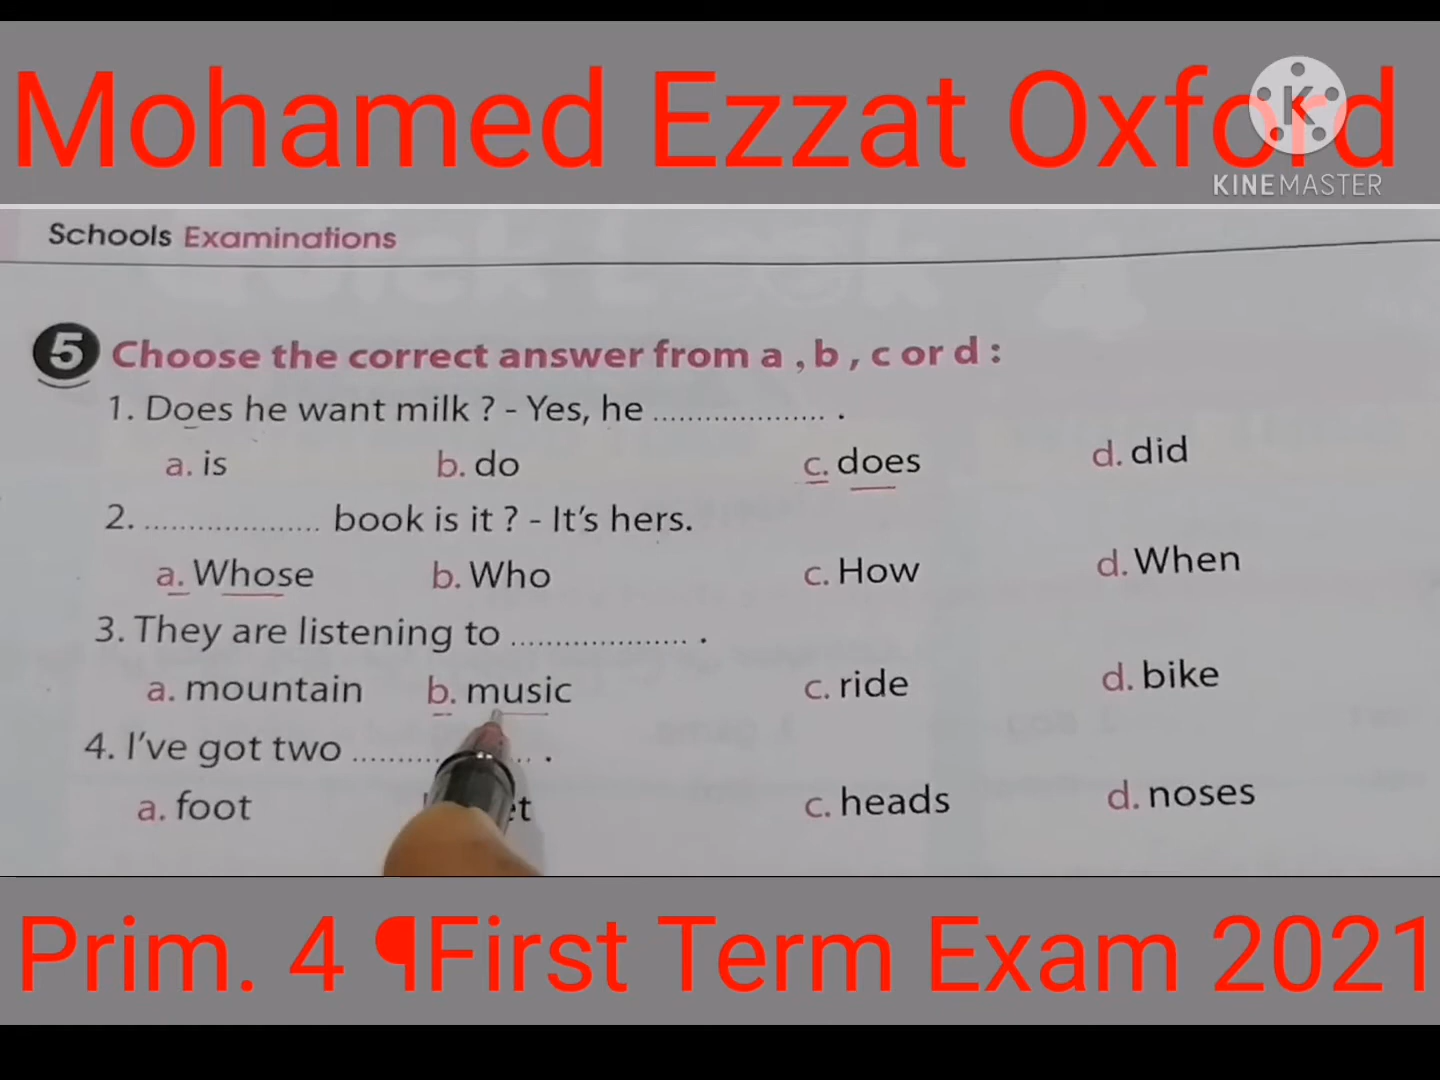 Mohamed Ezzat Oxford
KINEMASTER
Schools Examinations
5 Choose the correct answer from a , b , c or d :
1. Does he want milk ? - Yes, he .................... .
a. is b. do c. does d. did
2. .................... book is it ? - It's hers.
a. Whose b. Who c. How d. When
3. They are listening to .................... .
a. mountain b. music c. ride d. bike
4. I've got two .................... .
a. foot c. heads d. noses
Prim. 4 ¶First Term Exam 2021